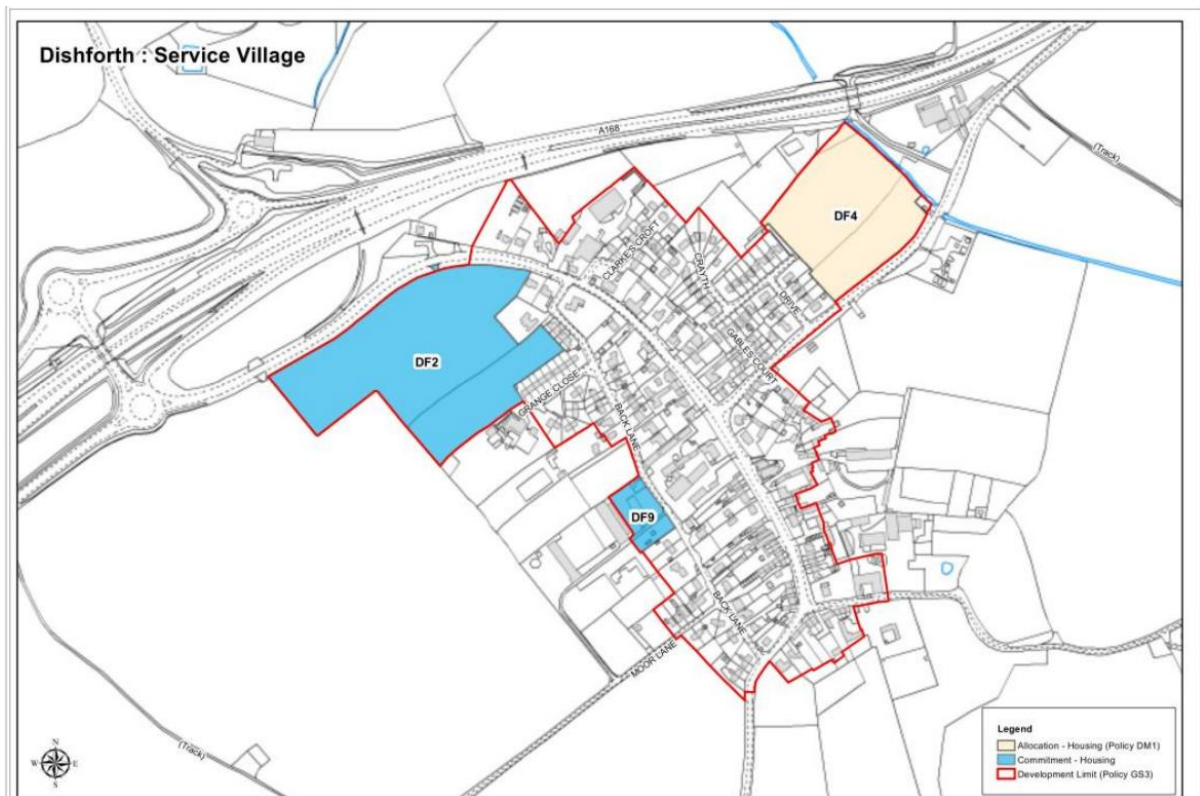 Dishforth : Service Village
A168
(Track)
DF4
CLARKES CROFT
CRAYTH
DRIVE
GABLES COURT
DF2
GRANGE CLOSE
BACK LANE
DF9
BACK LANE
MOOR LANE
(Track)
N
W
E
S
Legend
Allocation - Housing (Policy DM1)
Commitment - Housing
Development Limit (Policy GS3)